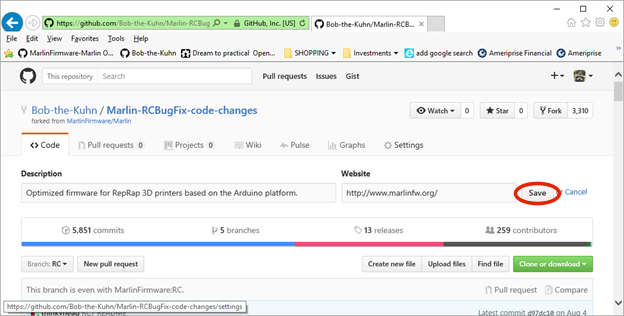 https://github.com/Bob-the-Kuhn/Marlin-RCBug
GitHub, Inc. [US]
Bob-the-Kuhn/Marlin-RCB...
File Edit View Favorites Tools Help
MarlinFirmware-Marlin O... Bob-the-Kuhn Dream to practical Open... SHOPPING Investments add google search Ameriprise Financial Ameriprise
This repository Search Pull requests Issues Gist
Bob-the-Kuhn / Marlin-RCBugFix-code-changes
forked from MarlinFirmware/Marlin
Watch 0 Star 0 Fork 3,310
Code Pull requests 0 Projects 0 Wiki Pulse Graphs Settings
Description Website
Optimized firmware for RepRap 3D printers based on the Arduino platform. http://www.marlinfw.org/ Save Cancel
5,851 commits 5 branches 13 releases 259 contributors
Branch: RC New pull request Create new file Upload files Find file Clone or download
This branch is even with MarlinFirmware:RC. Pull request Compare
https://github.com/Bob-the-Kuhn/Marlin-RCBugFix-code-changes/settings
Latest commit d97dc10 on Aug 4